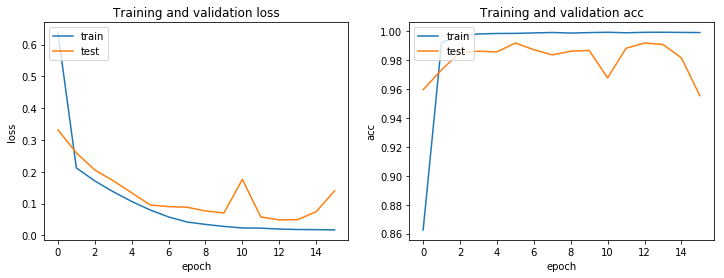 Training and validation loss
train
test
loss
0.6
0.5
0.4
0.3
0.2
0.1
0.0
0 2 4 6 8 10 12 14
epoch
Training and validation acc
train
test
acc
1.00
0.98
0.96
0.94
0.92
0.90
0.88
0.86
0 2 4 6 8 10 12 14
epoch